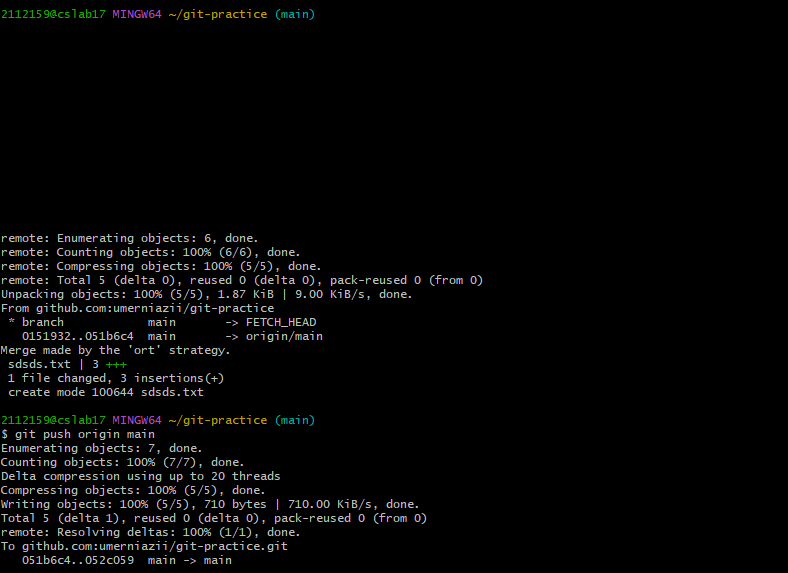 2112159@cslab17 MINGW64 ~/git-practice (main)
remote: Enumerating objects: 6, done.
remote: Counting objects: 100% (6/6), done.
remote: Compressing objects: 100% (5/5), done.
remote: Total 5 (delta 0), reused 0 (delta 0), pack-reused 0 (from 0)
Unpacking objects: 100% (5/5), 1.87 KiB | 9.00 KiB/s, done.
From github.com:umerniazii/git-practice
 * branch            main       -> FETCH_HEAD
   0151932..051b6c4  main       -> origin/main
Merge made by the 'ort' strategy.
 sdsds.txt | 3 +++
 1 file changed, 3 insertions(+)
 create mode 100644 sdsds.txt
2112159@cslab17 MINGW64 ~/git-practice (main)
$ git push origin main
Enumerating objects: 7, done.
Counting objects: 100% (7/7), done.
Delta compression using up to 20 threads
Compressing objects: 100% (5/5), done.
Writing objects: 100% (5/5), 710 bytes | 710.00 KiB/s, done.
Total 5 (delta 1), reused 0 (delta 0), pack-reused 0 (from 0)
remote: Resolving deltas: 100% (1/1), done.
To github.com:umerniazii/git-practice.git
   051b6c4..052c059  main -> main